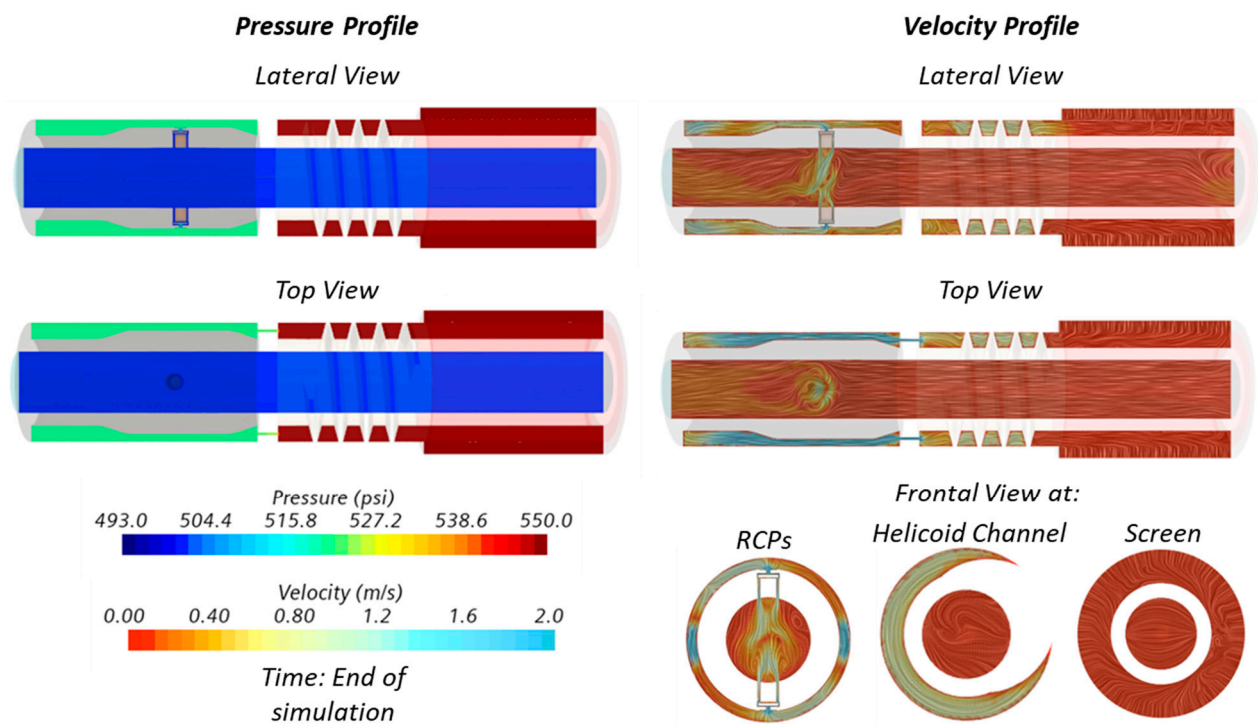 Pressure Profile
Lateral View
Top View
Pressure (psi)
493.0 504.4 515.8 527.2 538.6 550.0
Velocity (m/s)
0.00 0.40 0.80 1.2 1.6 2.0
Time: End of
simulation
Velocity Profile
Lateral View
Top View
Frontal View at:
RCPs
Helicoid Channel
Screen